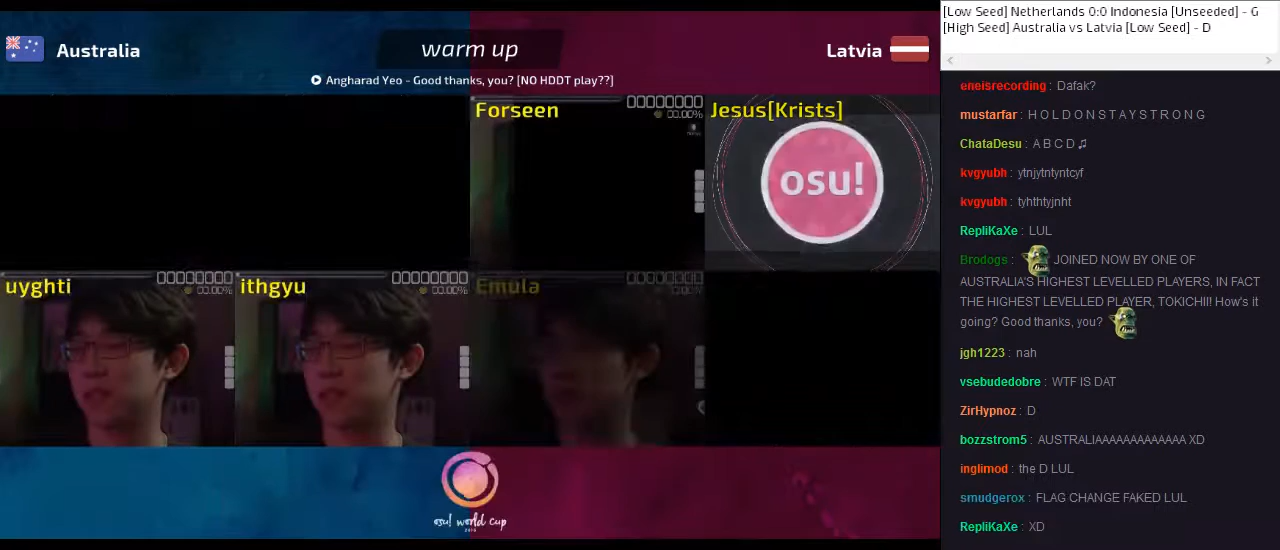 Australia
warm up
Latvia
Angharad Yeo - Good thanks, you? [NO HDDT play??]
Forseen
00000000
00.00%
Jesus[Krists]
osu!
uyghti
00000000
00.00%
ithgyu
00000000
00.00%
Emula
00000000
00.00%
osu! world cup
[Low Seed] Netherlands 0:0 Indonesia [Unseeded] - G
[High Seed] Australia vs Latvia [Low Seed] - D
eneisrecording : Dafak?
mustarfar : H O L D O N S T A Y S T R O N G
ChataDesu : A B C D ♫
kvgyubh : ytnjytntyntcyf
kvgyubh : tyhthtyjnht
RepliKaXe : LUL
Brodogs : JOINED NOW BY ONE OF
AUSTRALIA'S HIGHEST LEVELLED PLAYERS, IN FACT
THE HIGHEST LEVELLED PLAYER, TOKICHI!! How's it
going? Good thanks, you?
jgh1223 : nah
vsebudedobre : WTF IS DAT
ZirHypnoz : D
bozzstrom5 : AUSTRALIAAAAAAAAAAAAA XD
inglimod : the D LUL
smudgerox : FLAG CHANGE FAKED LUL
RepliKaXe : XD